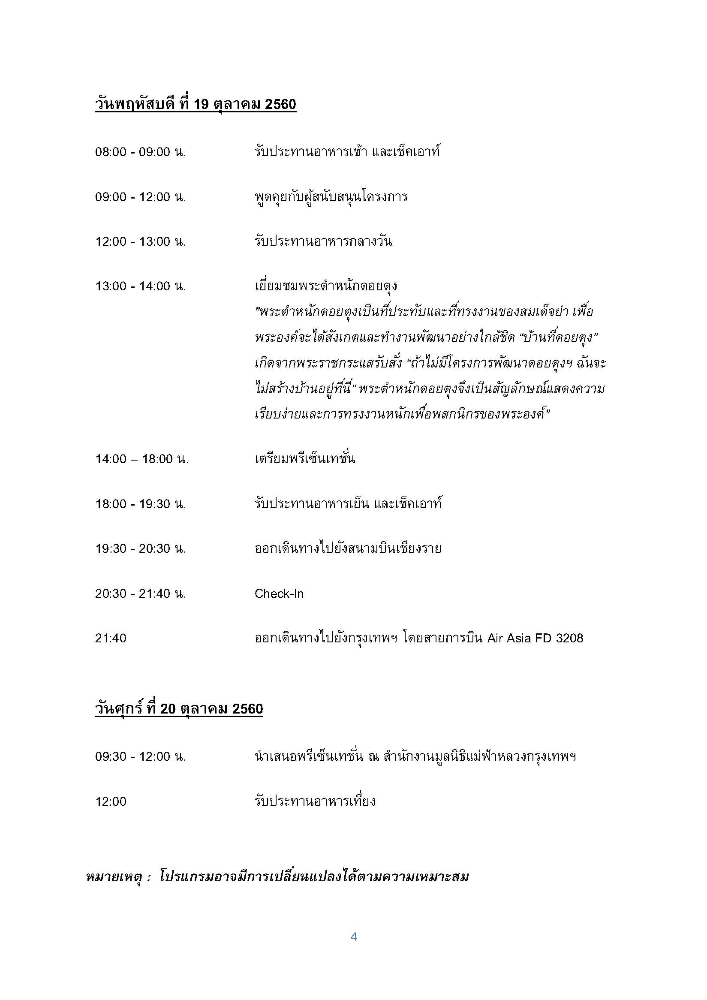 วันพฤหัสบดี ที่ 19 ตุลาคม 2560
08:00 - 09:00 น. รับประทานอาหารเช้า และเช็คเอาท์
09:00 - 12:00 น. พูดคุยกับผู้สนับสนุนโครงการ
12:00 - 13:00 น. รับประทานอาหารกลางวัน
13:00 - 14:00 น. เยี่ยมชมพระตำหนักดอยตุง
"พระตำหนักดอยตุงเป็นที่ประทับและที่ทรงงานของสมเด็จย่า เพื่อ
พระองค์จะได้สังเกตและทำงานพัฒนาอย่างใกล้ชิด “บ้านที่ดอยตุง”
เกิดจากพระราชกระแสรับสั่ง “ถ้าไม่มีโครงการพัฒนาดอยตุงฯ ฉันจะ
ไม่สร้างบ้านอยู่ที่นี่” พระตำหนักดอยตุงจึงเป็นสัญลักษณ์แสดงความ
เรียบง่ายและการทรงงานหนักเพื่อพสกนิกรของพระองค์"
14:00 – 18:00 น. เตรียมพรีเซ็นเทชั่น
18:00 - 19:30 น. รับประทานอาหารเย็น และเช็คเอาท์
19:30 - 20:30 น. ออกเดินทางไปยังสนามบินเชียงราย
20:30 - 21:40 น. Check-In
21:40 ออกเดินทางไปยังกรุงเทพฯ โดยสายการบิน Air Asia FD 3208
วันศุกร์ ที่ 20 ตุลาคม 2560
09:30 - 12:00 น. นำเสนอพรีเซ็นเทชั่น ณ สำนักงานมูลนิธิแม่ฟ้าหลวงกรุงเทพฯ
12:00 รับประทานอาหารเที่ยง
หมายเหตุ : โปรแกรมอาจมีการเปลี่ยนแปลงได้ตามความเหมาะสม
4